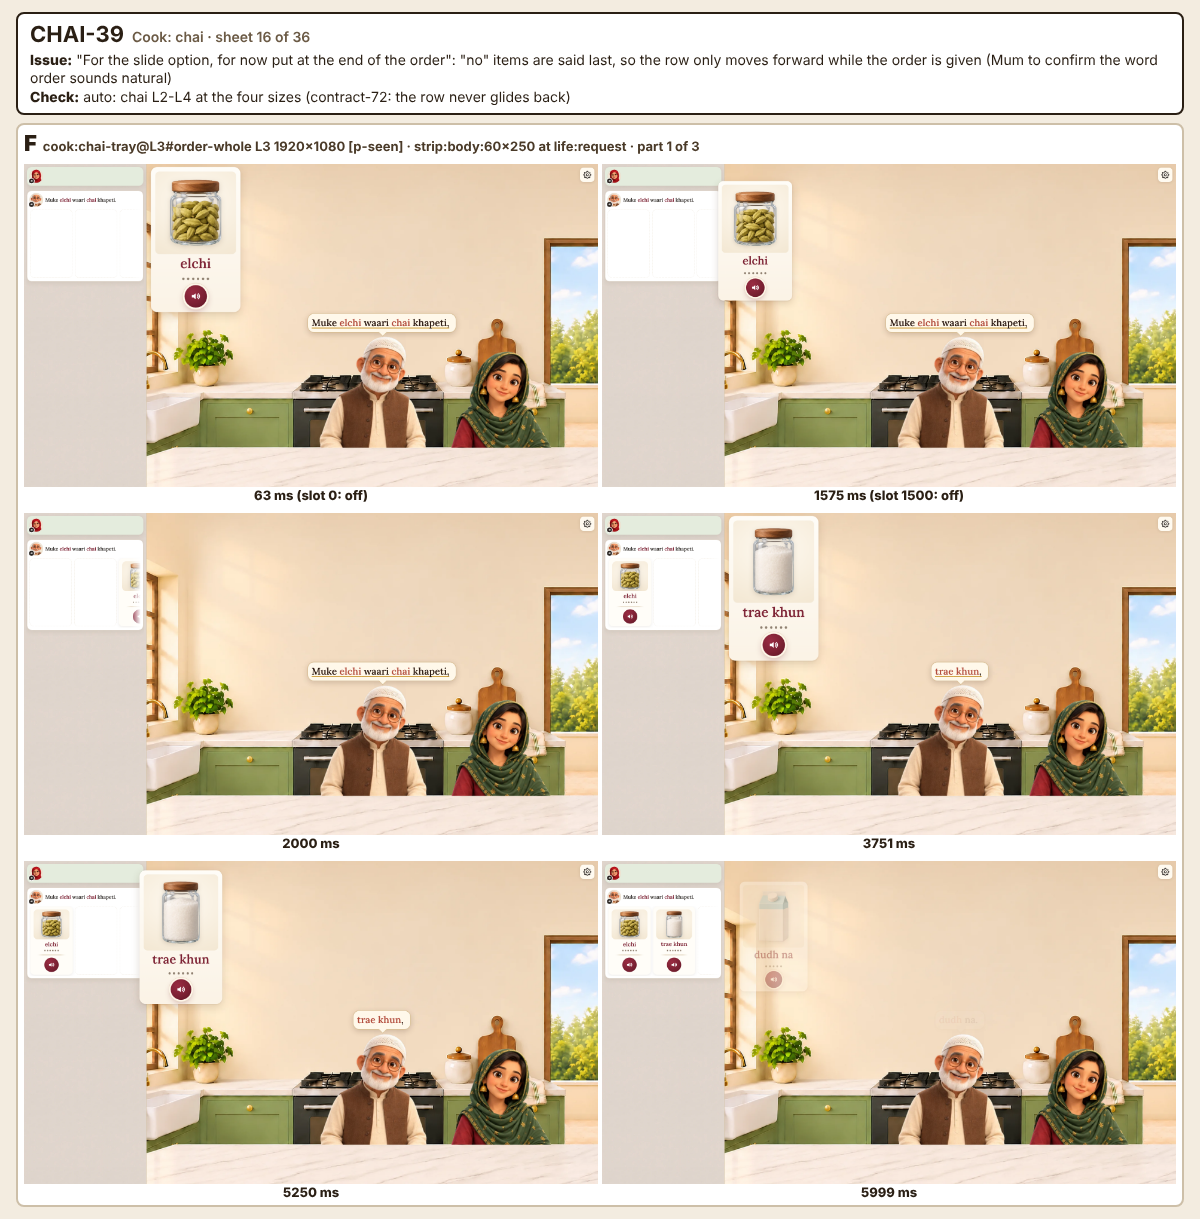 CHAI-39 Cook: chai · sheet 16 of 36
Issue: "For the slide option, for now put at the end of the order": "no" items are said last, so the row only moves forward while the order is given (Mum to confirm the word
order sounds natural)
Check: auto: chai L2-L4 at the four sizes (contract-72: the row never glides back)
F cook:chai-tray@L3#order-whole L3 1920×1080 [p-seen] · strip:body:60×250 at life:request · part 1 of 3
Muke elchi waari chai khapeti.
elchi
Muke elchi waari chai khapeti,
63 ms (slot 0: off)
Muke elchi waari chai khapeti.
elchi
Muke elchi waari chai khapeti,
1575 ms (slot 1500: off)
Muke elchi waari chai khapeti.
Muke elchi waari chai khapeti,
2000 ms
Muke elchi waari chai khapeti.
elchi
trae khun
trae khun,
3751 ms
Muke elchi waari chai khapeti.
elchi
trae khun
trae khun,
5250 ms
Muke elchi waari chai khapeti.
elchi
trae khun
dudh na
dudh na.
5999 ms